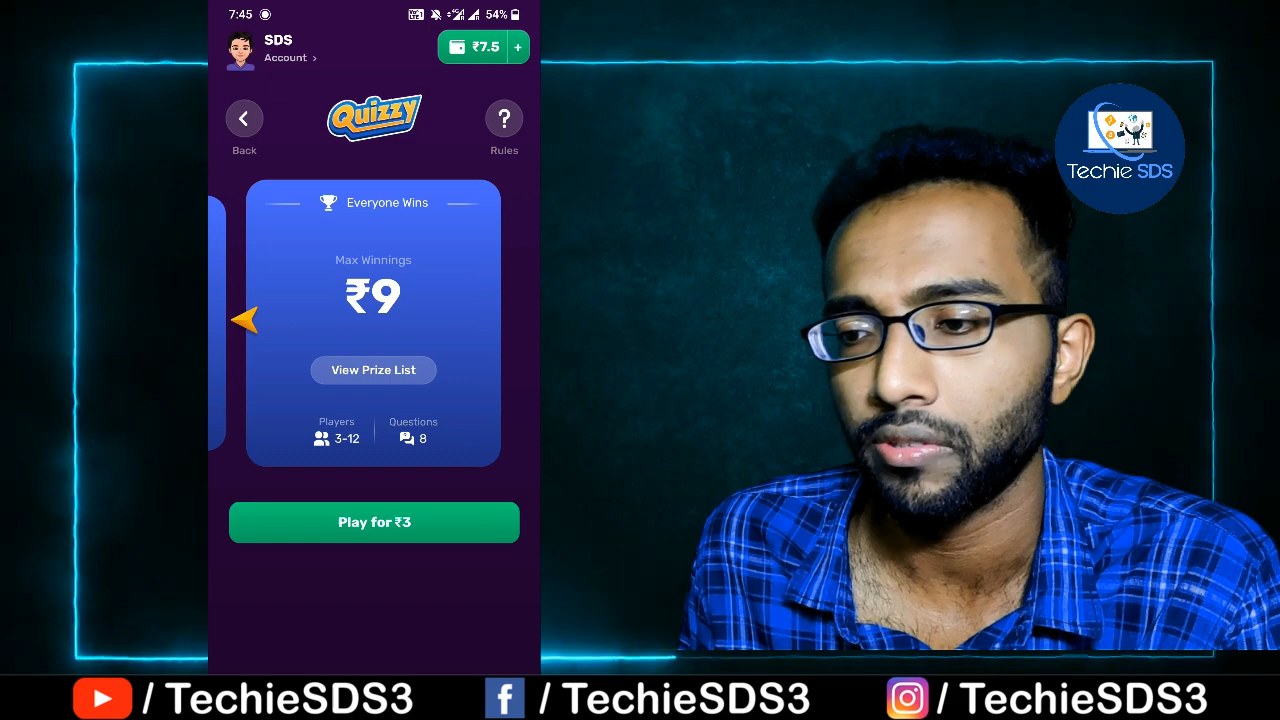 7:45
54%
SDS
Account ›
₹7.5 +
Quizzy
?
Back
Rules
Everyone Wins
Max Winnings
₹9
View Prize List
Players
Questions
3-12
8
Play for ₹3
Techie SDS
/ TechieSDS3
/ TechieSDS3
/ TechieSDS3